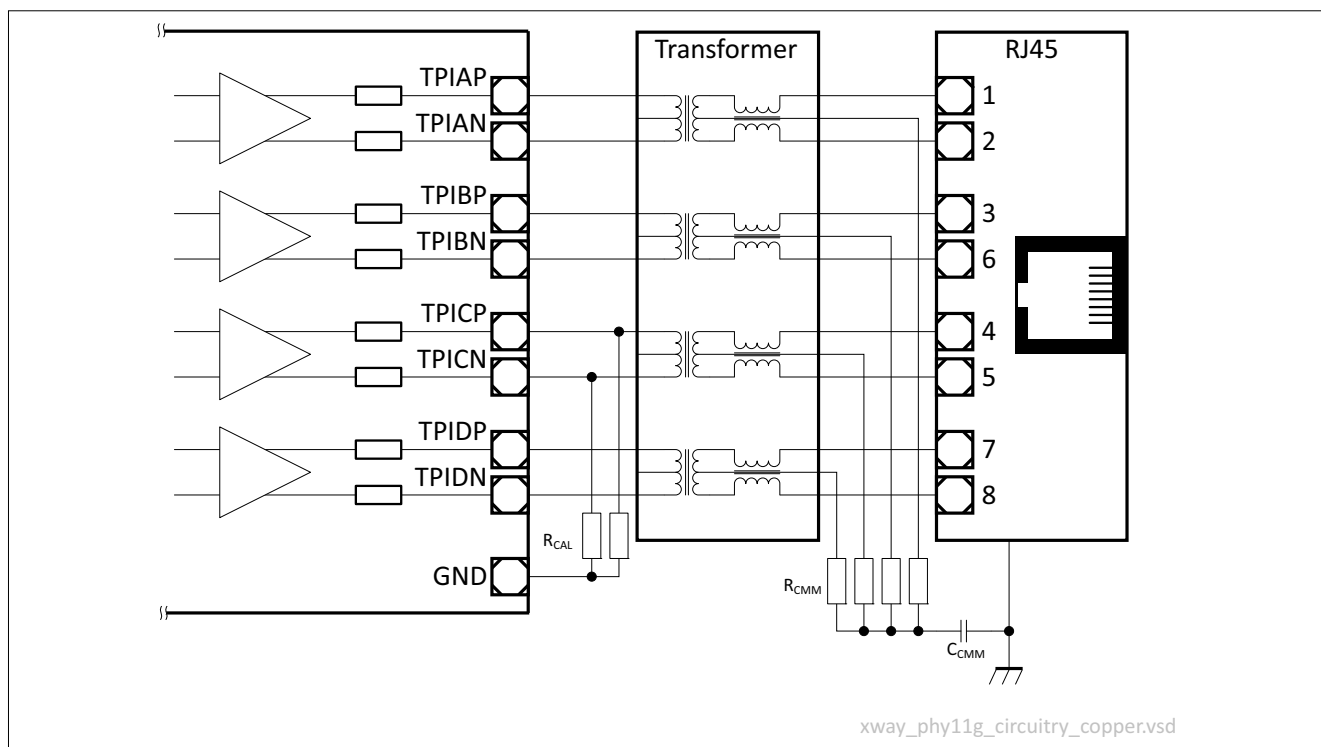 Transformer
RJ45
TPIAP
1
TPIAN
2
TPIBP
3
TPIBN
6
TPICP
4
TPICN
5
TPIDP
7
TPIDN
8
RCAL
GND
RCMM
CCMM
xway_phy11g_circuitry_copper.vsd